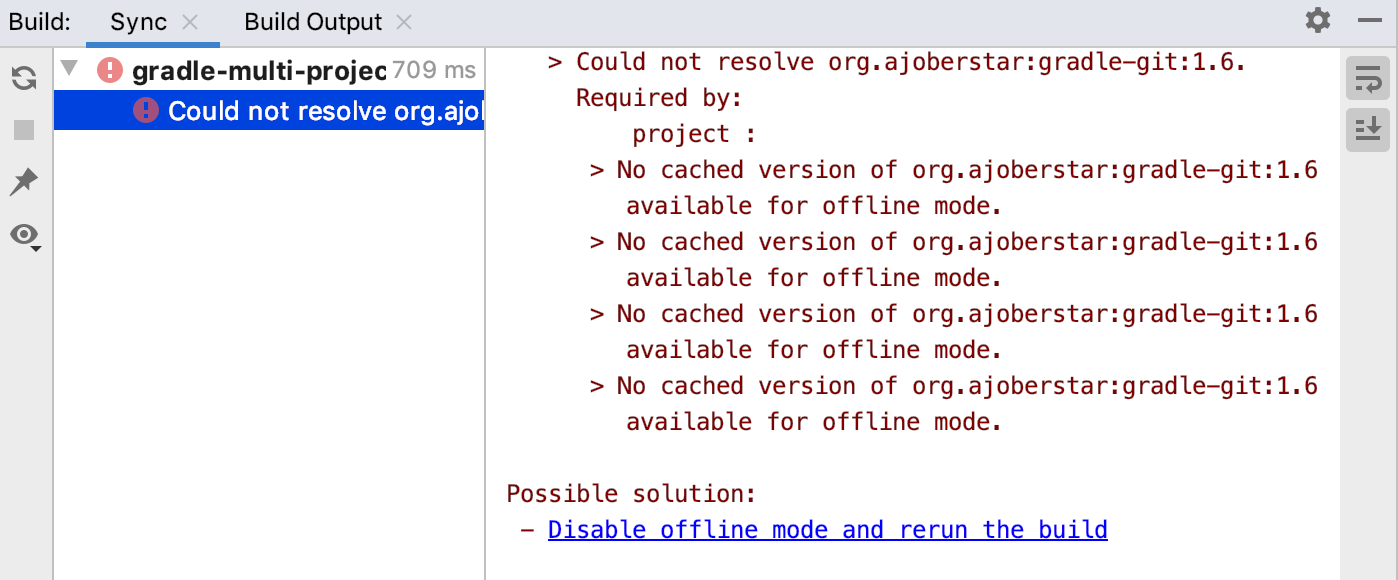 Build: Sync Build Output
gradle-multi-projec 709 ms
Could not resolve org.ajol
> Could not resolve org.ajoberstar:gradle-git:1.6.
Required by:
project :
> No cached version of org.ajoberstar:gradle-git:1.6
available for offline mode.
> No cached version of org.ajoberstar:gradle-git:1.6
available for offline mode.
> No cached version of org.ajoberstar:gradle-git:1.6
available for offline mode.
> No cached version of org.ajoberstar:gradle-git:1.6
available for offline mode.
Possible solution:
- Disable offline mode and rerun the build